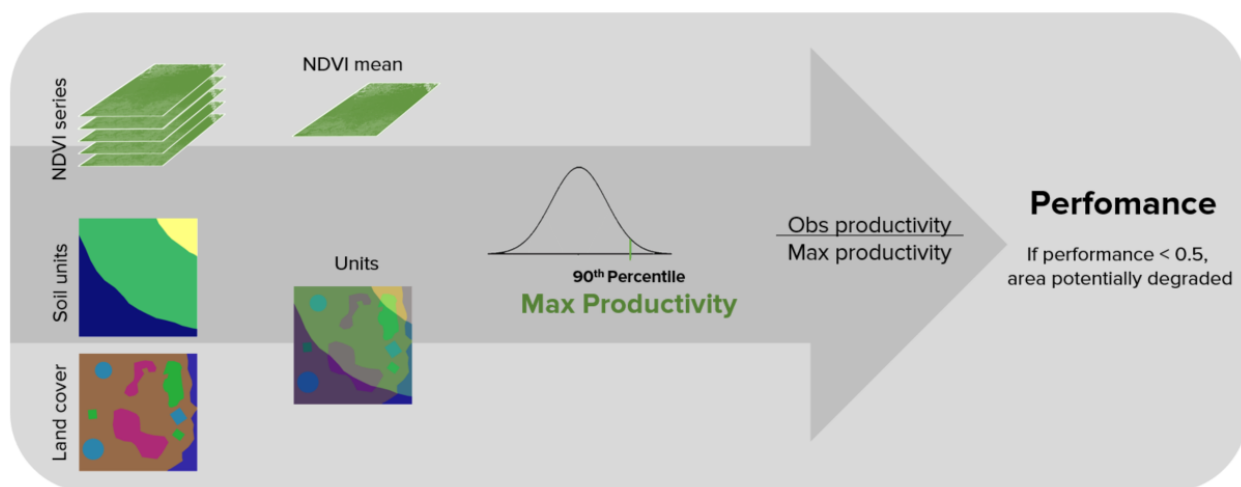 NDVI series
NDVI mean
Soil units
Land cover
Units
90th Percentile
Max Productivity
Obs productivity
Max productivity
Perfomance
If performance < 0.5,
area potentially degraded